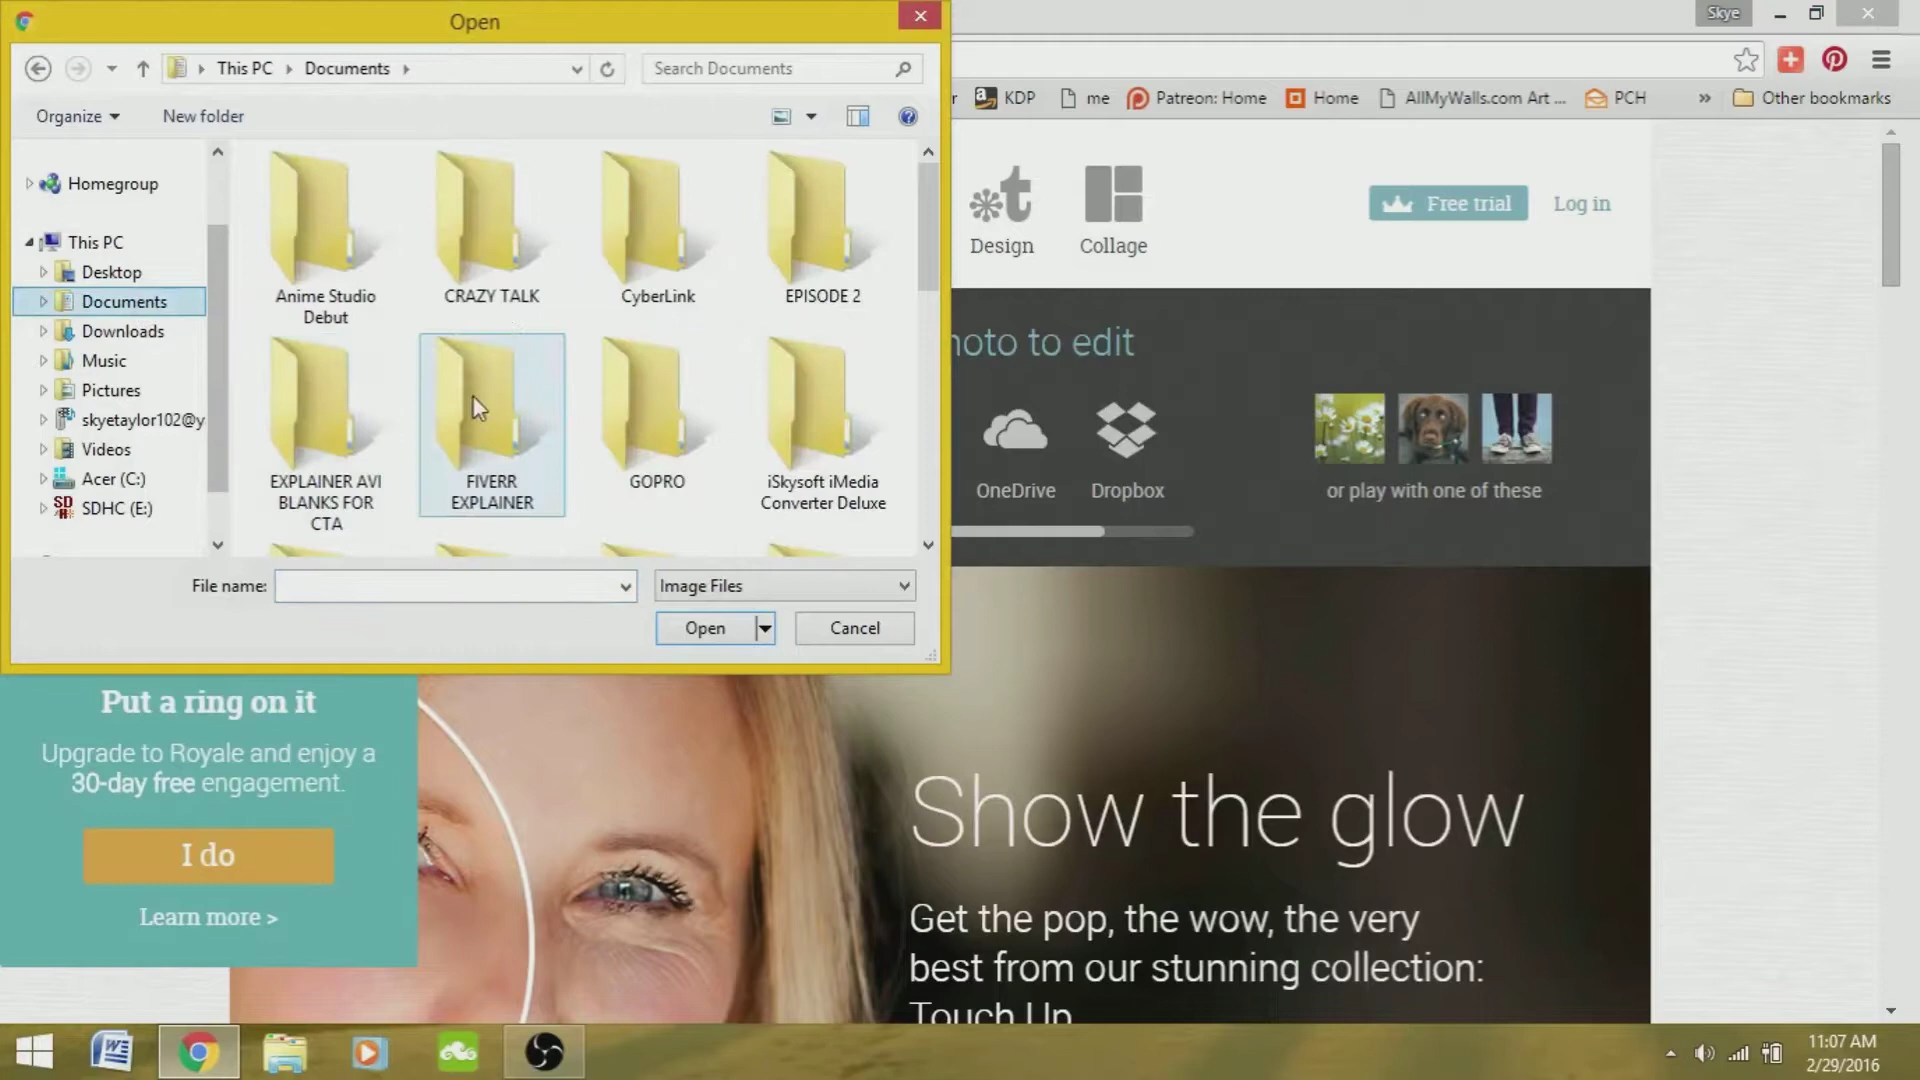 Open
Skye
This PC
Documents
Search Documents
Organize
New folder
KDP
me
Patreon: Home
Home
AllMyWalls.com Art ...
PCH
»
Other bookmarks
Homegroup
This PC
Desktop
Documents
Downloads
Music
Pictures
skyetaylor102@y
Videos
Acer (C:)
SDHC (E:)
Anime Studio
Debut
CRAZY TALK
CyberLink
EPISODE 2
EXPLAINER AVI
BLANKS FOR
CTA
FIVERR
EXPLAINER
GOPRO
iSkysoft iMedia
Converter Deluxe
File name:
Image Files
Open
Cancel
Design
Collage
Free trial
Log in
hoto to edit
OneDrive
Dropbox
or play with one of these
Put a ring on it
Upgrade to Royale and enjoy a
30-day free engagement.
I do
Learn more >
Show the glow
Get the pop, the wow, the very
best from our stunning collection:
Touch Up
11:07 AM
2/29/2016